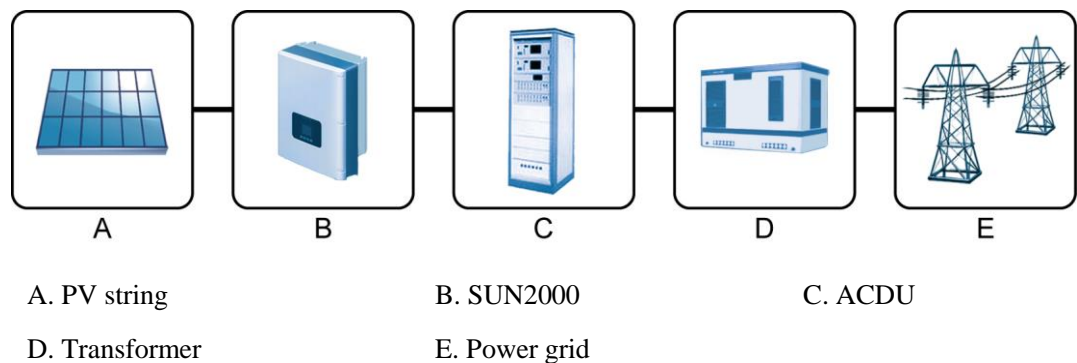 A B C D E
A. PV string B. SUN2000 C. ACDU
D. Transformer E. Power grid